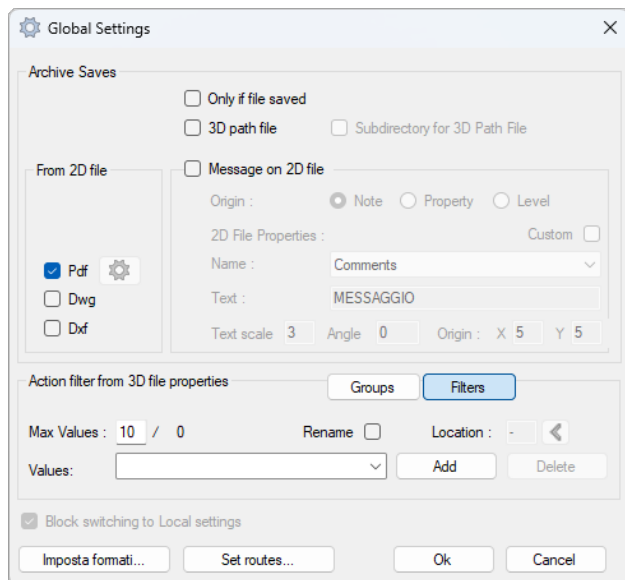 Global Settings
Archive Saves
Only if file saved
3D path file
Subdirectory for 3D Path File
From 2D file
Message on 2D file
Origin :
Note
Property
Level
2D File Properties :
Custom
Pdf
Name :
Comments
Dwg
Text :
MESSAGGIO
Dxf
Text scale 3 Angle 0 Origin : X 5 Y 5
Action filter from 3D file properties
Groups
Filters
Max Values : 10 / 0
Rename
Location : -
Values:
Add
Delete
Block switching to Local settings
Imposta formati...
Set routes...
Ok
Cancel